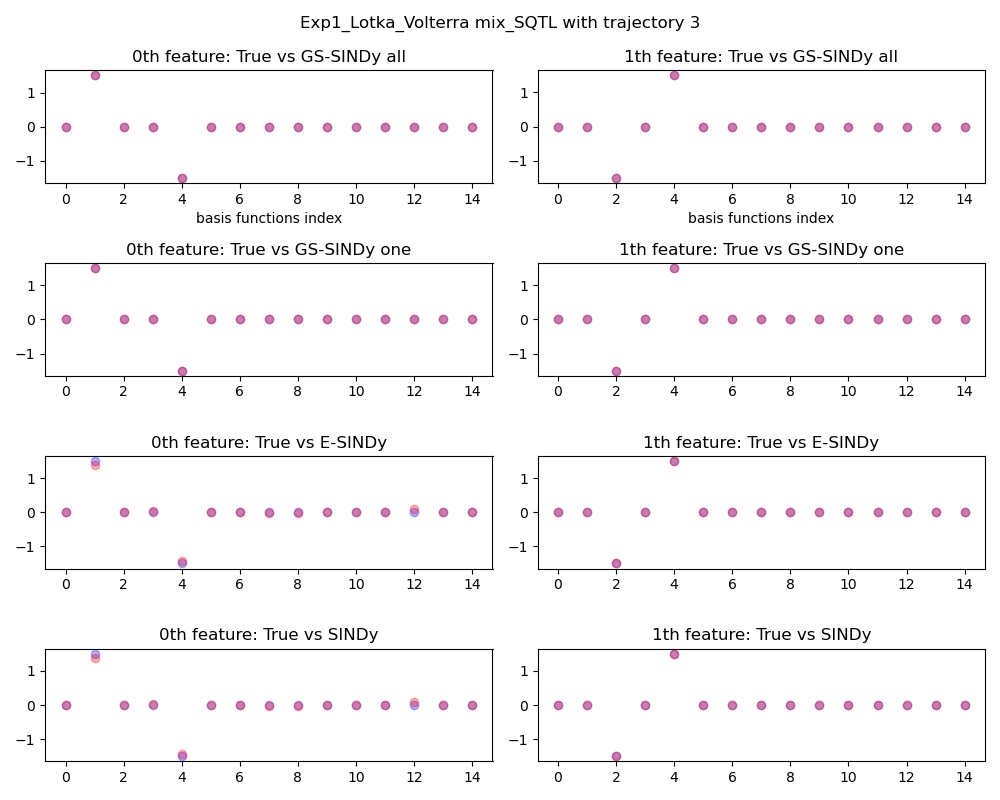 Exp1_Lotka_Volterra mix_SQTL with trajectory 3
0th feature: True vs GS-SINDy all
1th feature: True vs GS-SINDy all
1
0
−1
0 2 4 6 8 10 12 14
basis functions index
1
0
−1
0 2 4 6 8 10 12 14
basis functions index
0th feature: True vs GS-SINDy one
1th feature: True vs GS-SINDy one
1
0
−1
0 2 4 6 8 10 12 14
1
0
−1
0 2 4 6 8 10 12 14
0th feature: True vs E-SINDy
1th feature: True vs E-SINDy
1
0
−1
0 2 4 6 8 10 12 14
1
0
−1
0 2 4 6 8 10 12 14
0th feature: True vs SINDy
1th feature: True vs SINDy
1
0
−1
0 2 4 6 8 10 12 14
1
0
−1
0 2 4 6 8 10 12 14